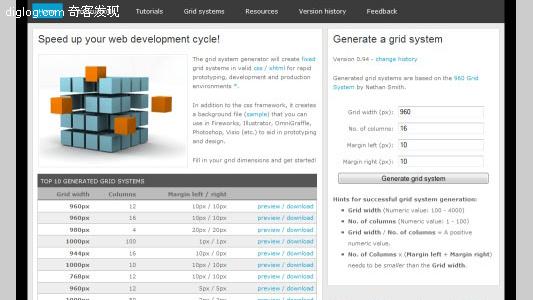 diglog.com 奇客发现
Tutorials Grid systems Resources Version history Feedback
Speed up your web development cycle!
The grid system generator will create fixed
grid systems in valid css / xhtml for rapid
prototyping, development and production
environments *.
In addition to the css framework, it creates
a background file (sample) that you can
use in Fireworks, Illustrator, OmniGraffle,
Photoshop, Visio (etc.) to aid in prototyping
and design.
Fill in your grid dimensions and get started!
TOP 10 GENERATED GRID SYSTEMS
Grid width Columns Margin left / right
960px 12 10px / 10px preview / download
960px 16 10px / 10px preview / download
980px 4 20px / 20px preview / download
1000px 100 1px / 1px preview / download
944px 16 10px / 0px preview / download
1000px 10 10px / 10px preview / download
768px 12 10px / 10px preview / download
960px 12 5px / 5px preview / download
Generate a grid system
Version 0.94 - change history
Generated grid systems are based on the 960 Grid
System by Nathan Smith.
Grid width (px): 960
No. of columns: 16
Margin left (px): 10
Margin right (px): 10
Generate grid system
Hints for successful grid system generation:
Grid width (Numeric value: 100 - 4000)
No. of columns (Numeric value: 1 - 100)
Grid width / No. of columns = A positive
numeric value.
No. of Columns x (Margin left + Margin right)
needs to be smaller than the Grid width.